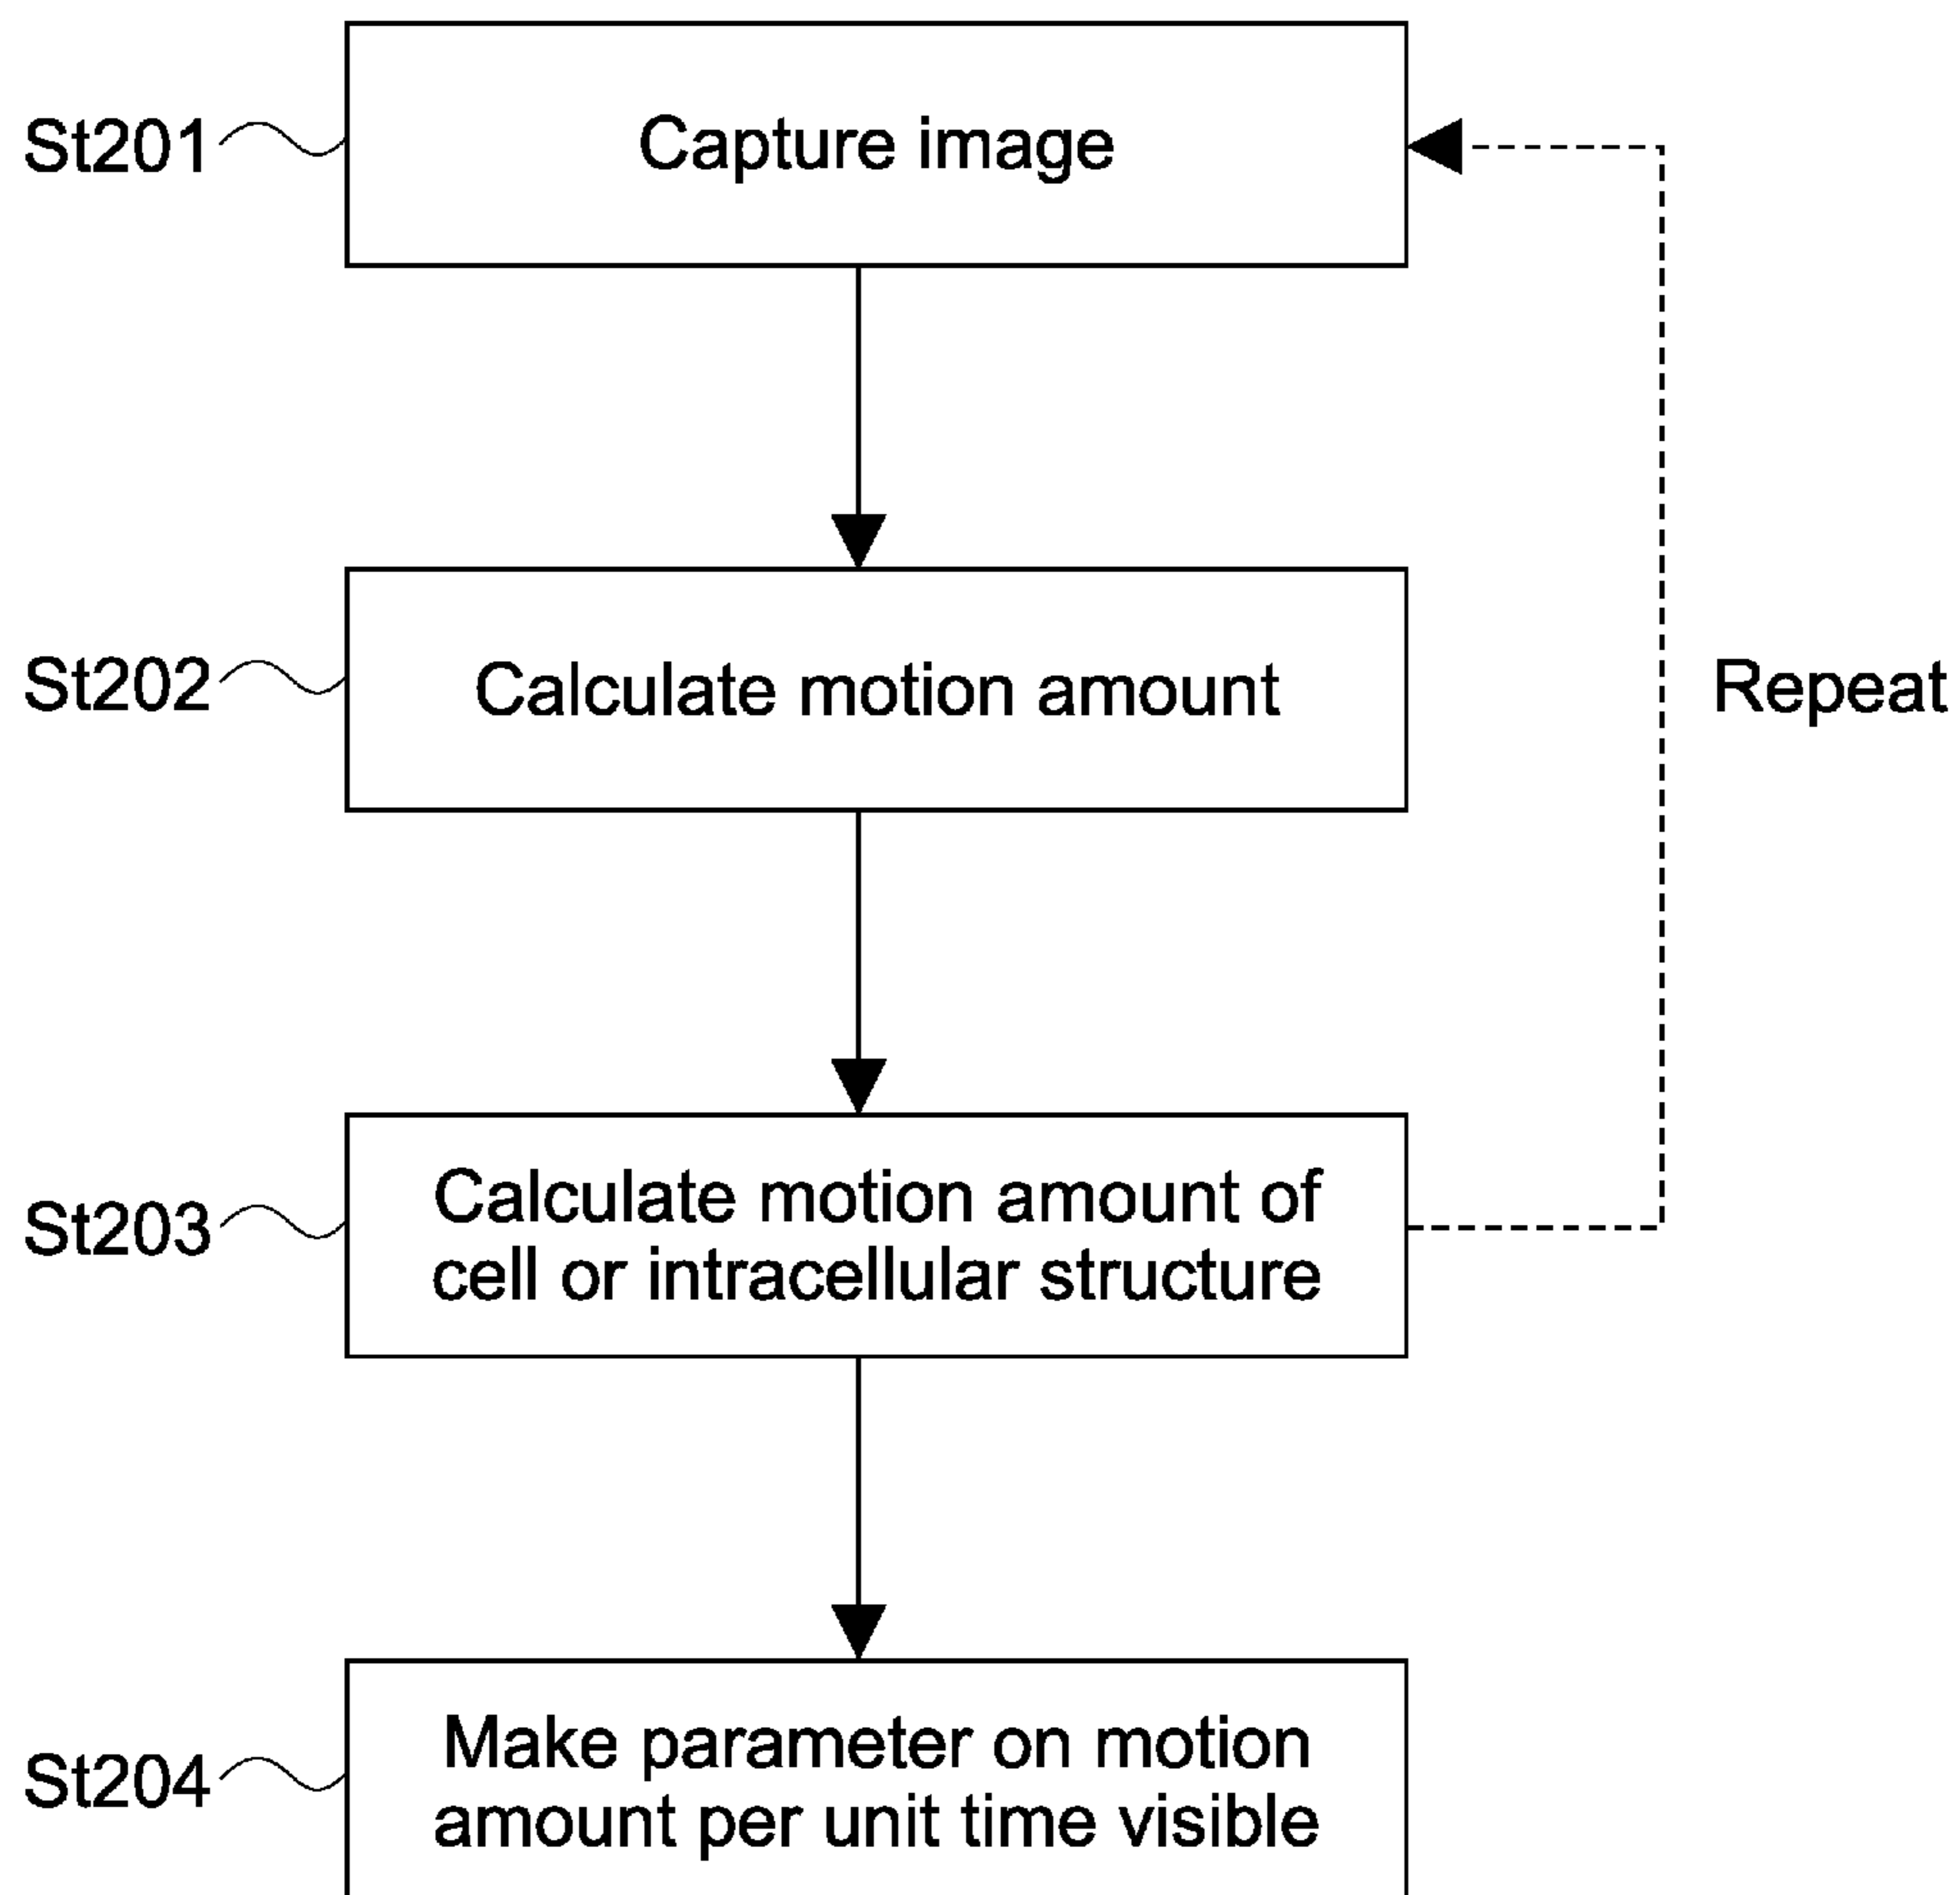 St201
Capture image
St202
Calculate motion amount
Repeat
St203
Calculate motion amount of
cell or intracellular structure
St204
Make parameter on motion
amount per unit time visible